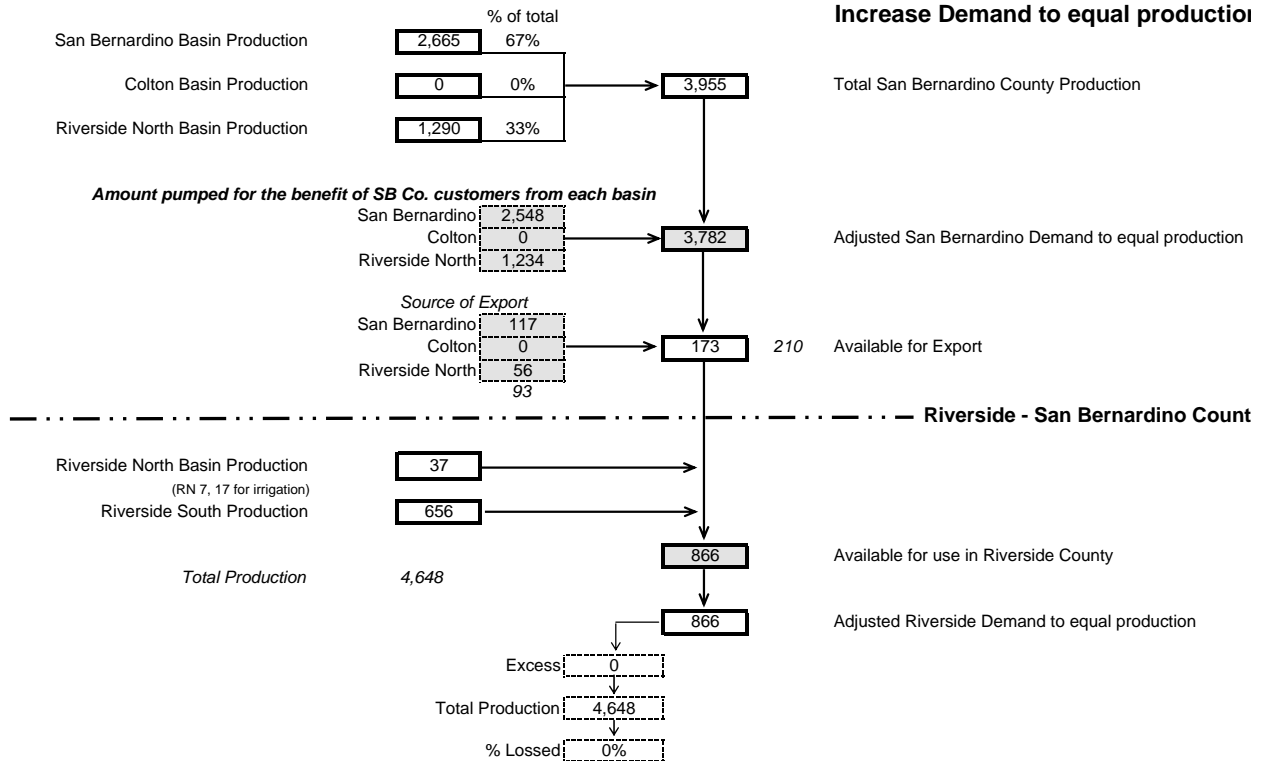 % of total
Increase Demand to equal production
San Bernardino Basin Production 2,665 67%
Colton Basin Production 0 0% 3,955 Total San Bernardino County Production
Riverside North Basin Production 1,290 33%
Amount pumped for the benefit of SB Co. customers from each basin
San Bernardino 2,548
Colton 0 3,782 Adjusted San Bernardino Demand to equal production
Riverside North 1,234
Source of Export
San Bernardino 117
Colton 0 173 210 Available for Export
Riverside North 56
93
Riverside - San Bernardino Count
Riverside North Basin Production 37
(RN 7, 17 for irrigation)
Riverside South Production 656
866 Available for use in Riverside County
Total Production 4,648
866 Adjusted Riverside Demand to equal production
Excess 0
Total Production 4,648
% Lossed 0%